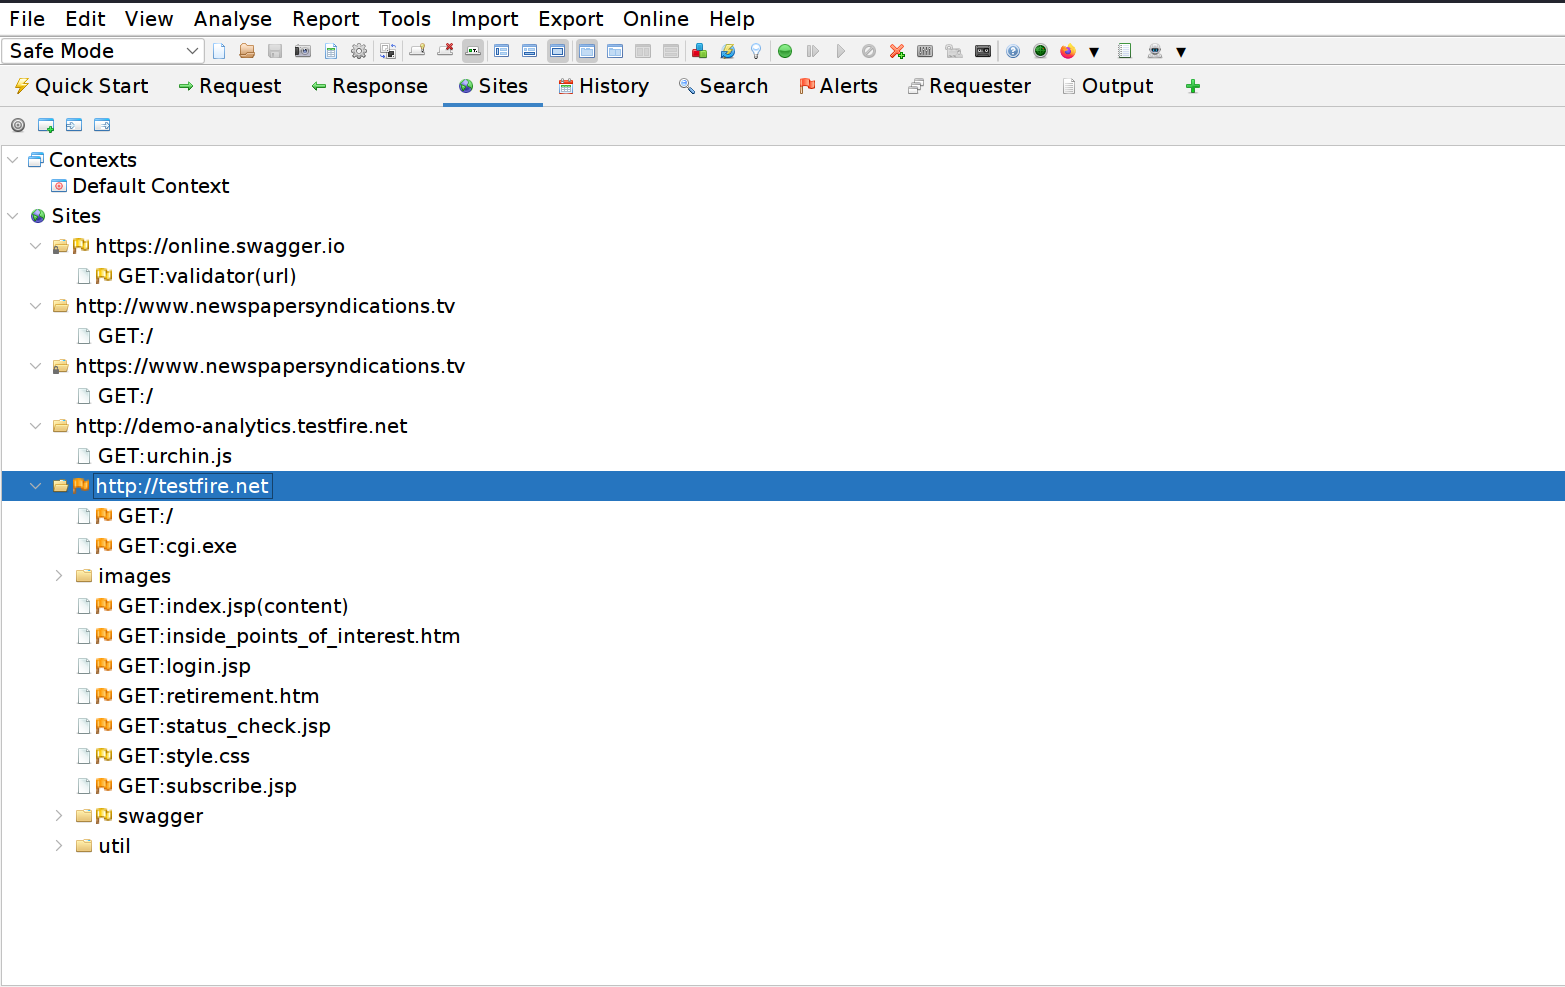 File Edit View Analyse Report Tools Import Export Online Help
Safe Mode
Quick Start Request Response Sites History Search Alerts Requester Output
Contexts
Default Context
Sites
https://online.swagger.io
GET:validator(url)
http://www.newspapersyndications.tv
GET:/
https://www.newspapersyndications.tv
GET:/
http://demo-analytics.testfire.net
GET:urchin.js
http://testfire.net
GET:/
GET:cgi.exe
images
GET:index.jsp(content)
GET:inside_points_of_interest.htm
GET:login.jsp
GET:retirement.htm
GET:status_check.jsp
GET:style.css
GET:subscribe.jsp
swagger
util